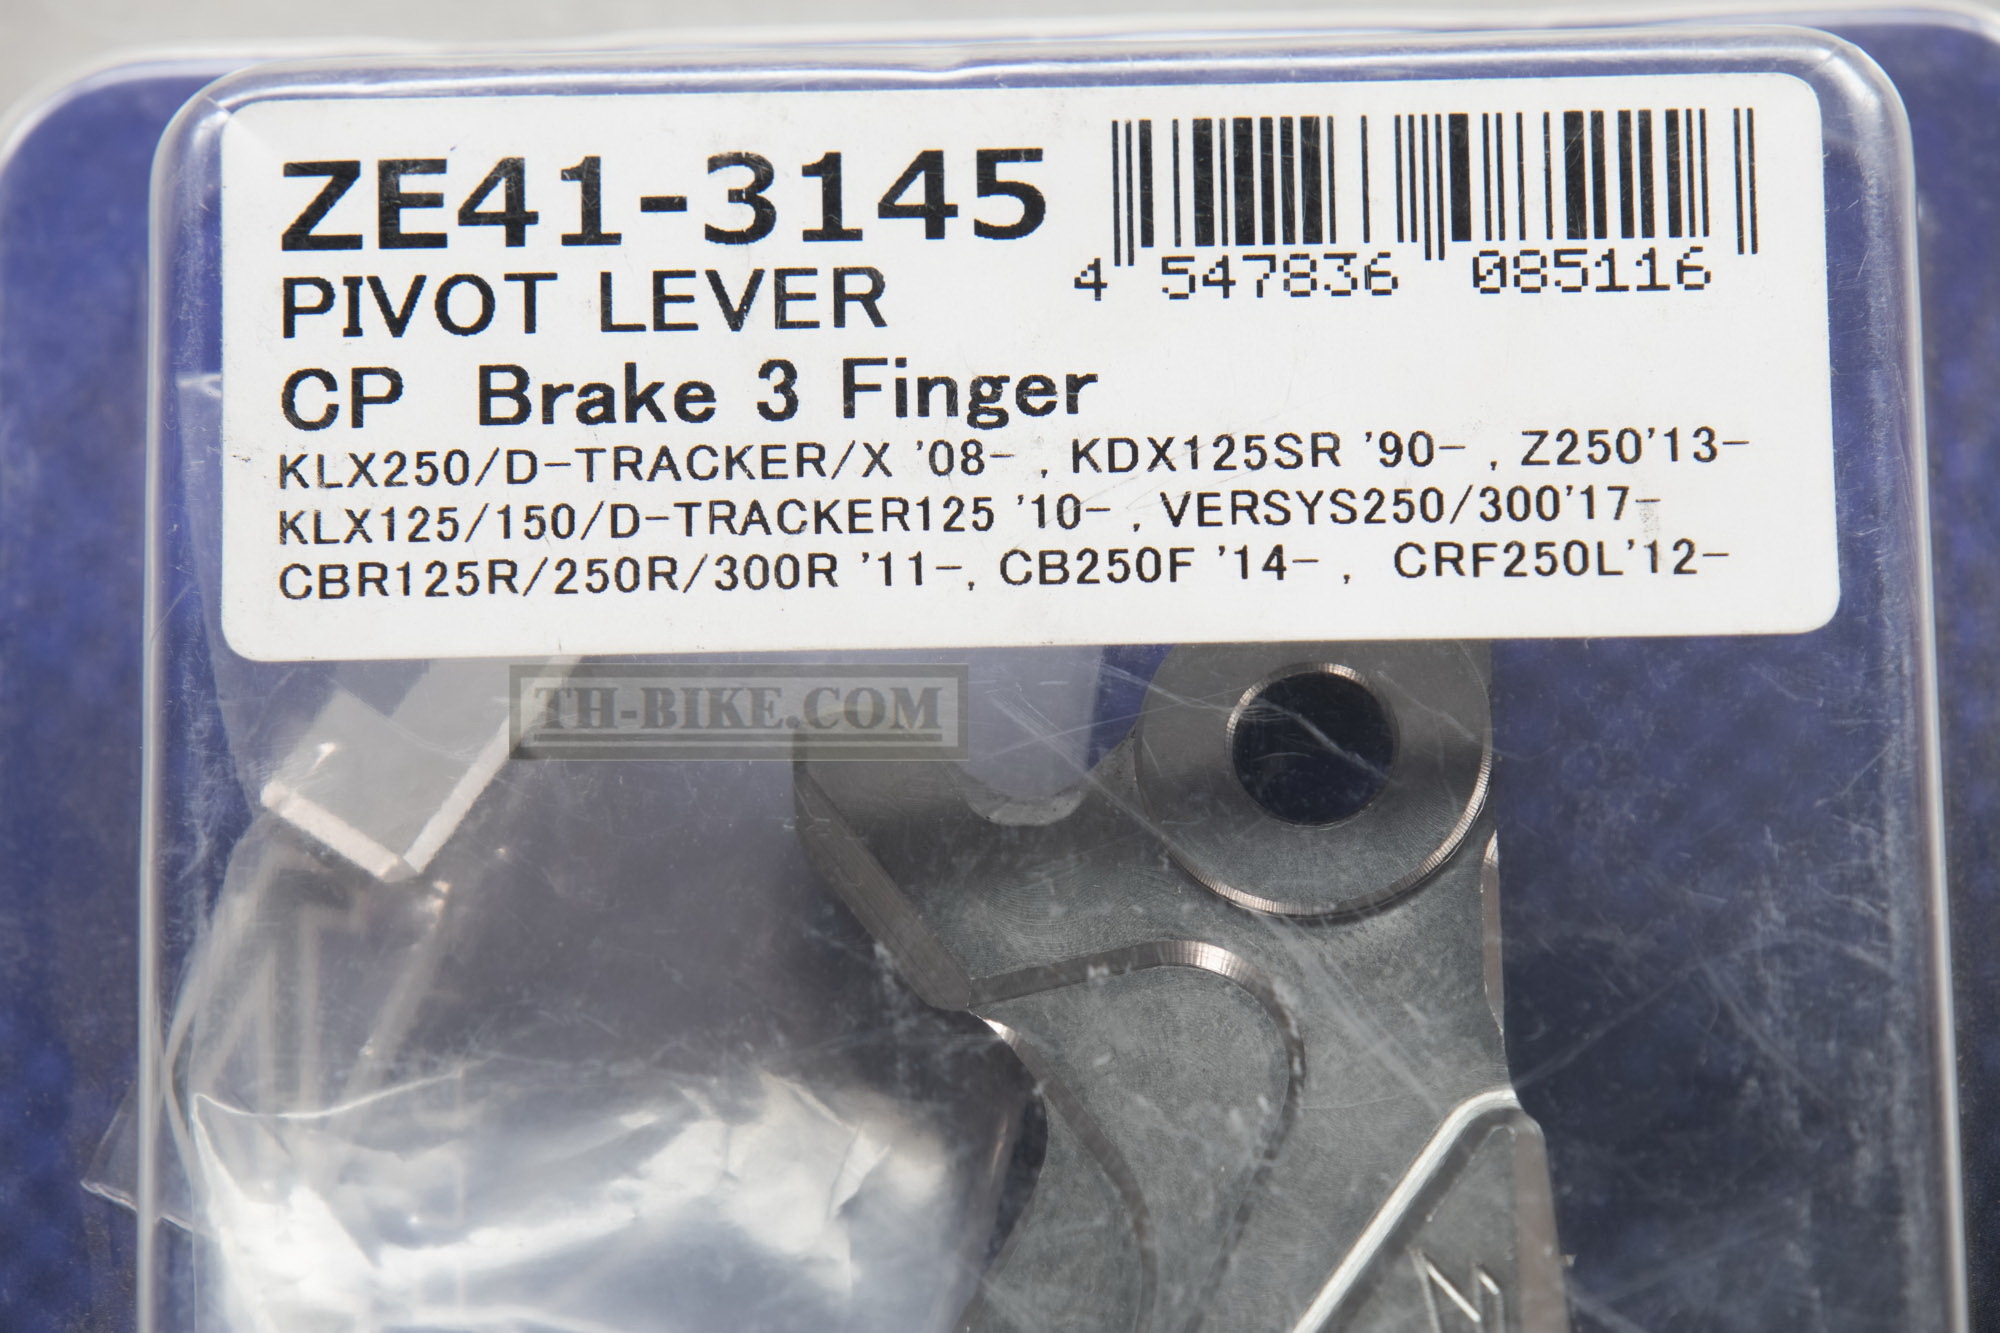 ZE41-3145
4 547836 085116
PIVOT LEVER
CP Brake 3 Finger
KLX250/D-TRACKER/X '08- , KDX125SR '90- , Z250'13-
KLX125/150/D-TRACKER125 '10- , VERSYS250/300'17-
CBR125R/250R/300R '11-, CB250F '14- , CRF250L'12-
TH-BIKE.COM